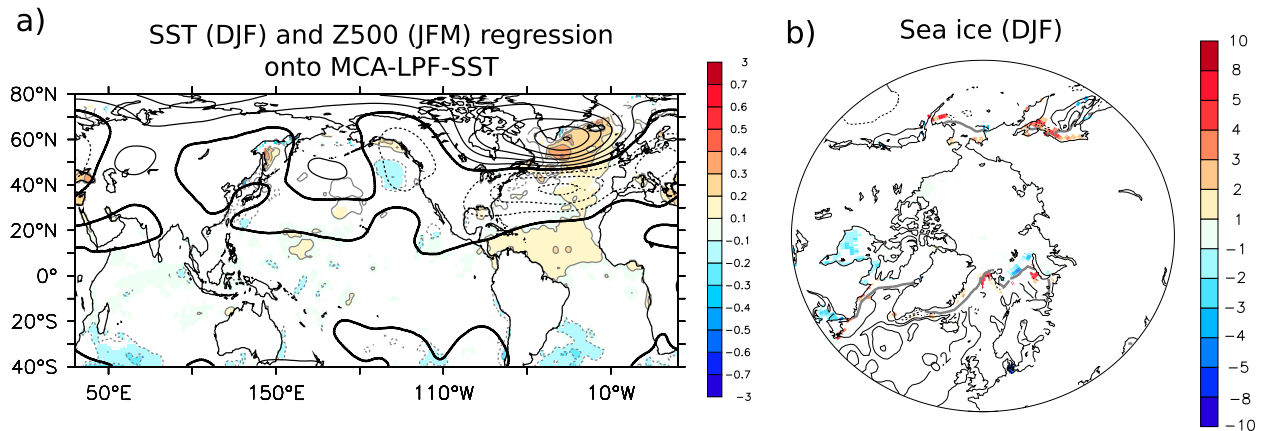 a)
SST (DJF) and Z500 (JFM) regression
onto MCA-LPF-SST
80°N
60°N
40°N
20°N
0°
20°S
40°S
50°E
150°E
110°W
10°W
3
0.7
0.6
0.5
0.4
0.3
0.2
0.1
−0.1
−0.2
−0.3
−0.4
−0.5
−0.6
−0.7
−3
b)
Sea ice (DJF)
10
8
5
3
2
1
−1
−2
−3
−5
−8
−10